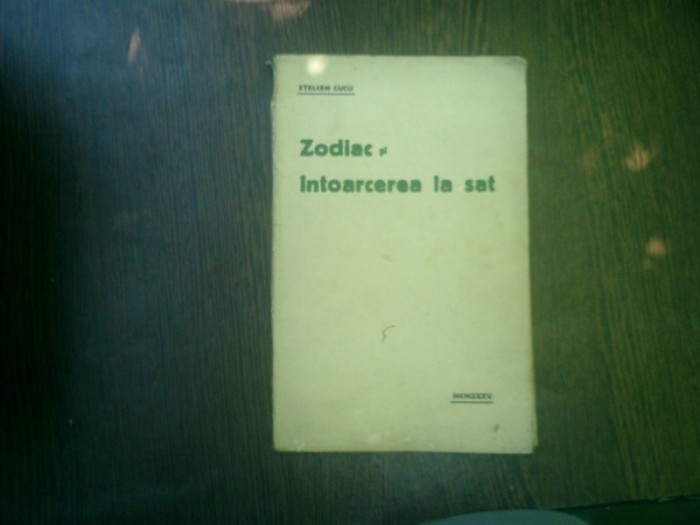 STELIAN CUCU
Zodiac și
Intoarcerea la sat
MCMXXXV